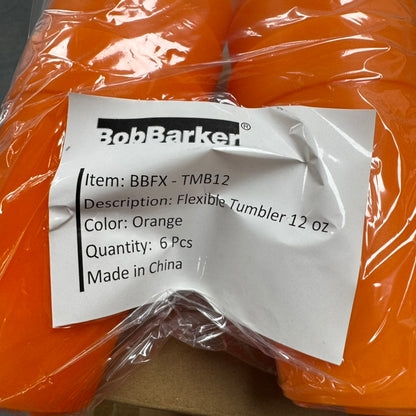 BobBarker®
Item: BBFX - TMB12
Description: Flexible Tumbler 12 oz
Color: Orange
Quantity: 6 Pcs
Made in China